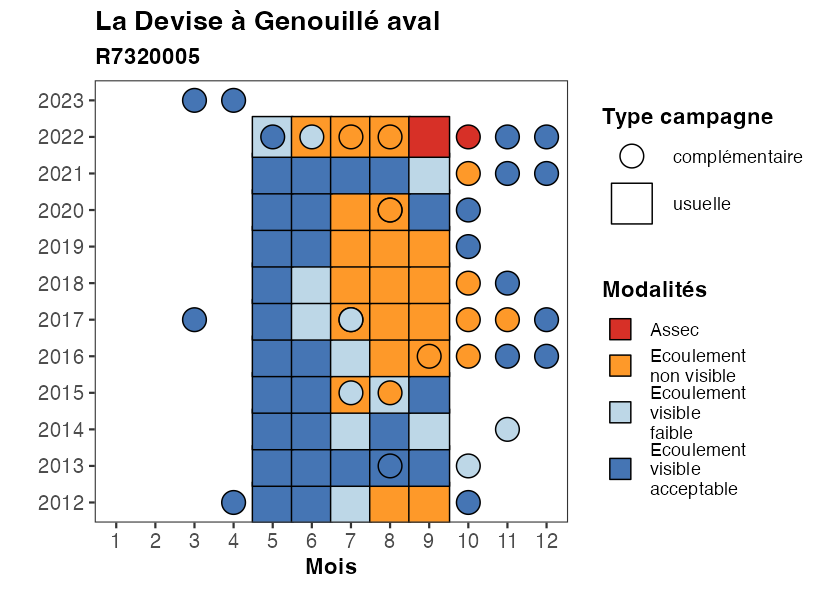 La Devise à Genouillé aval
R7320005
2023
2022
2021
2020
2019
2018
2017
2016
2015
2014
2013
2012
1 2 3 4 5 6 7 8 9 10 11 12
Mois
Type campagne
complémentaire
usuelle
Modalités
Assec
Ecoulement
non visible
Ecoulement
visible
faible
Ecoulement
visible
acceptable